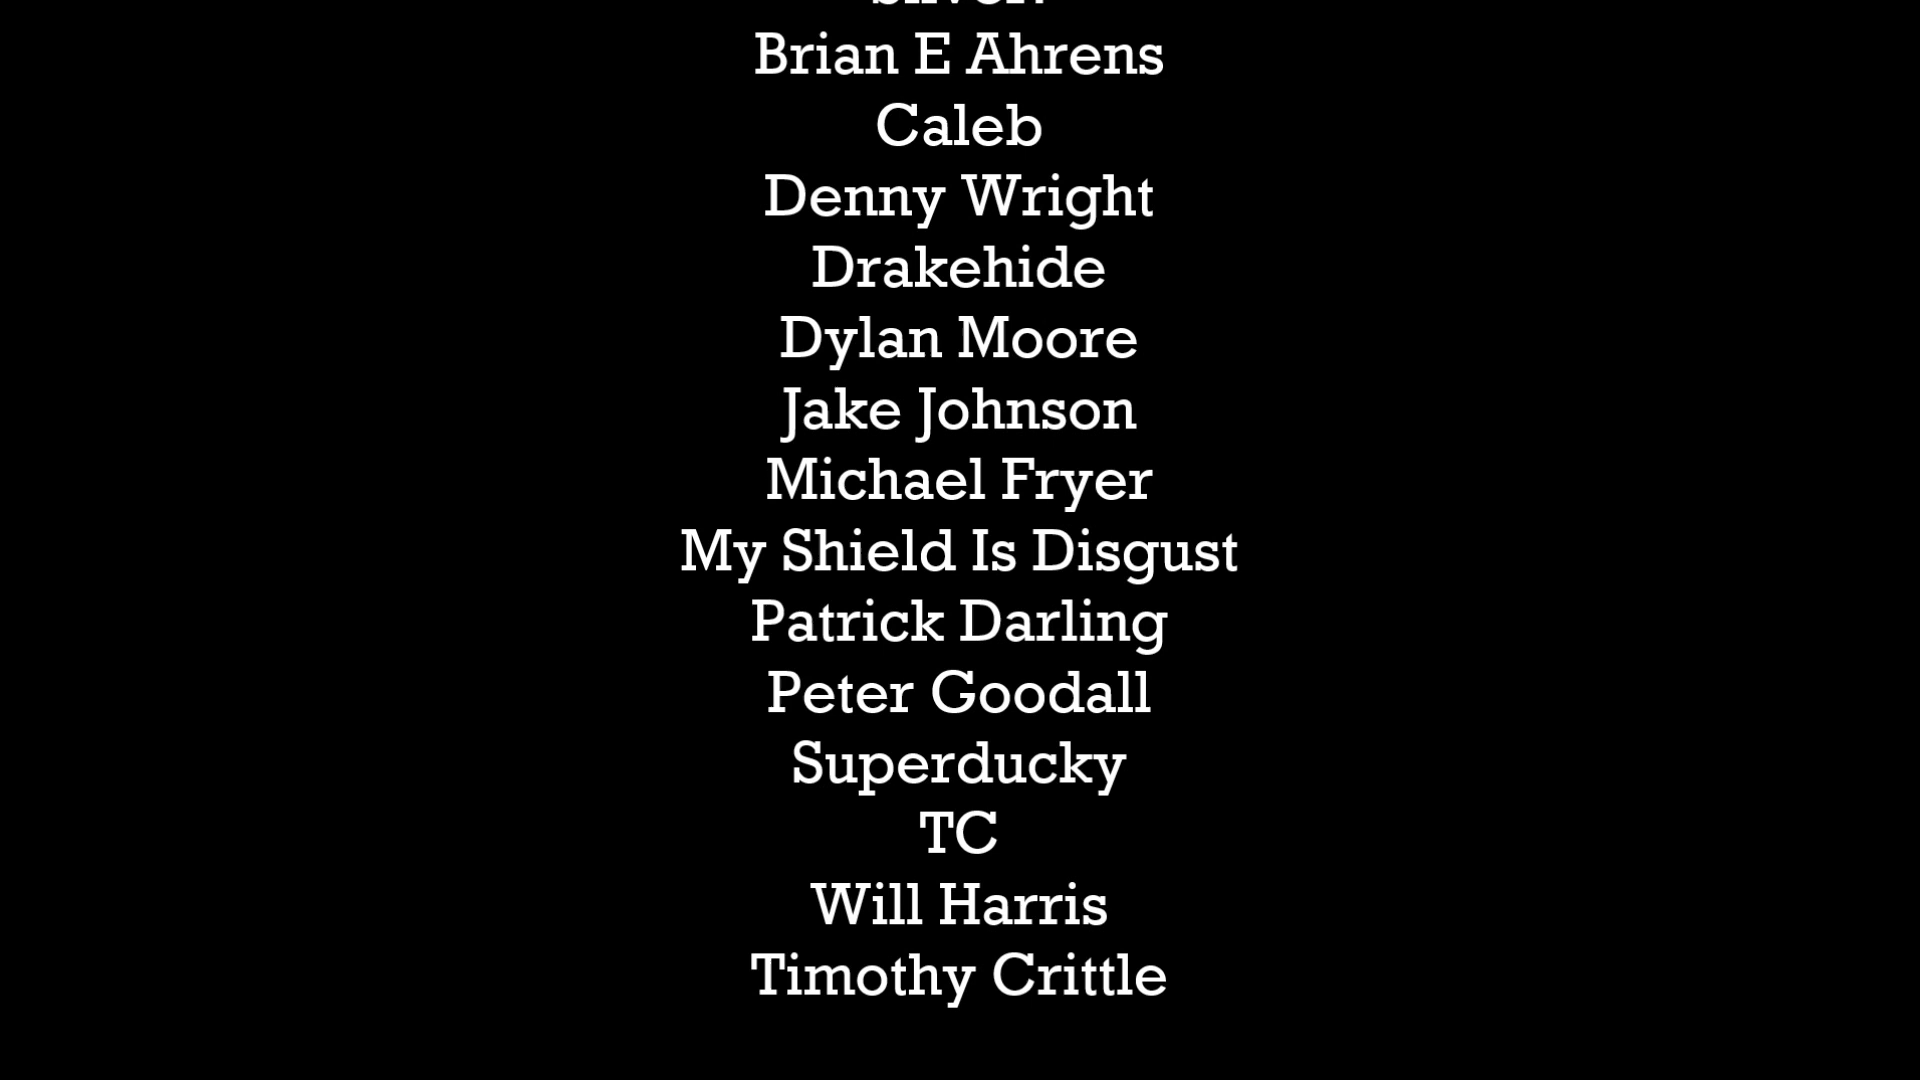 Brian E Ahrens
Caleb
Denny Wright
Drakehide
Dylan Moore
Jake Johnson
Michael Fryer
My Shield Is Disgust
Patrick Darling
Peter Goodall
Superducky
TC
Will Harris
Timothy Crittle